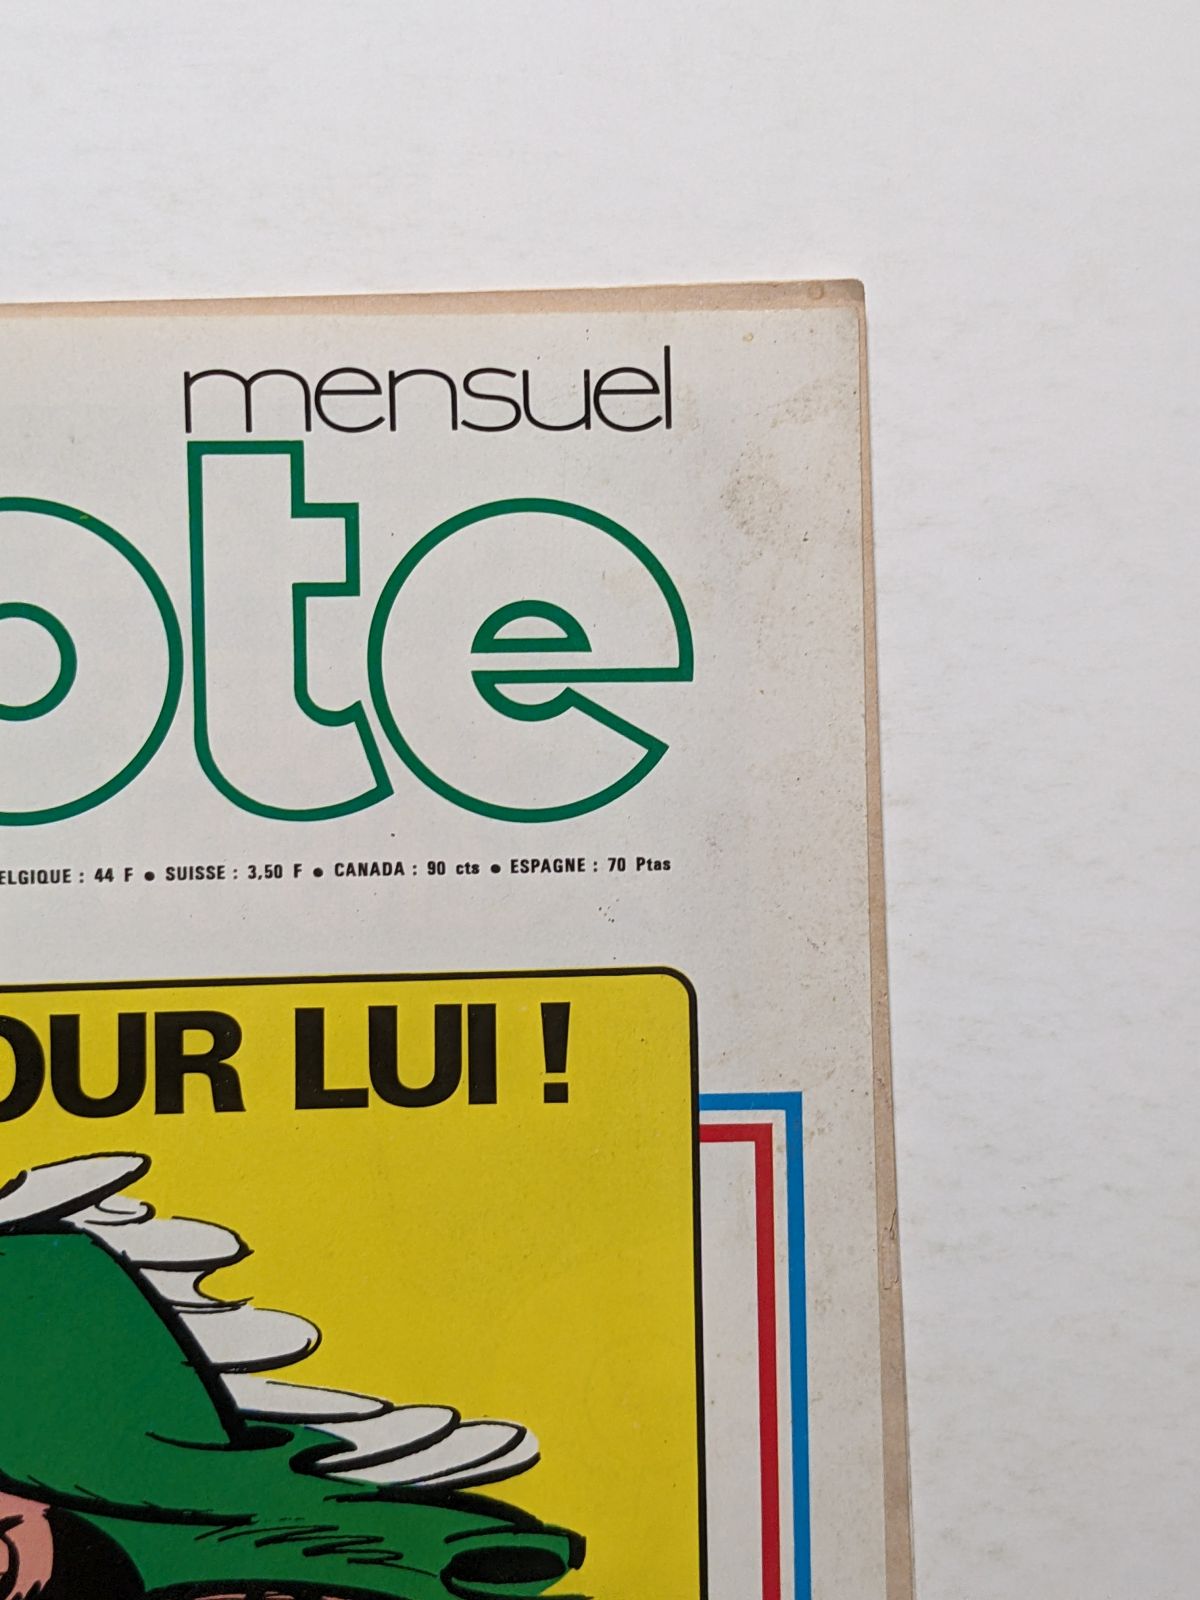 mensuel
ote
ELGIQUE : 44 F ● SUISSE : 3,50 F ● CANADA : 90 cts ● ESPAGNE : 70 Ptas
OUR LUI !